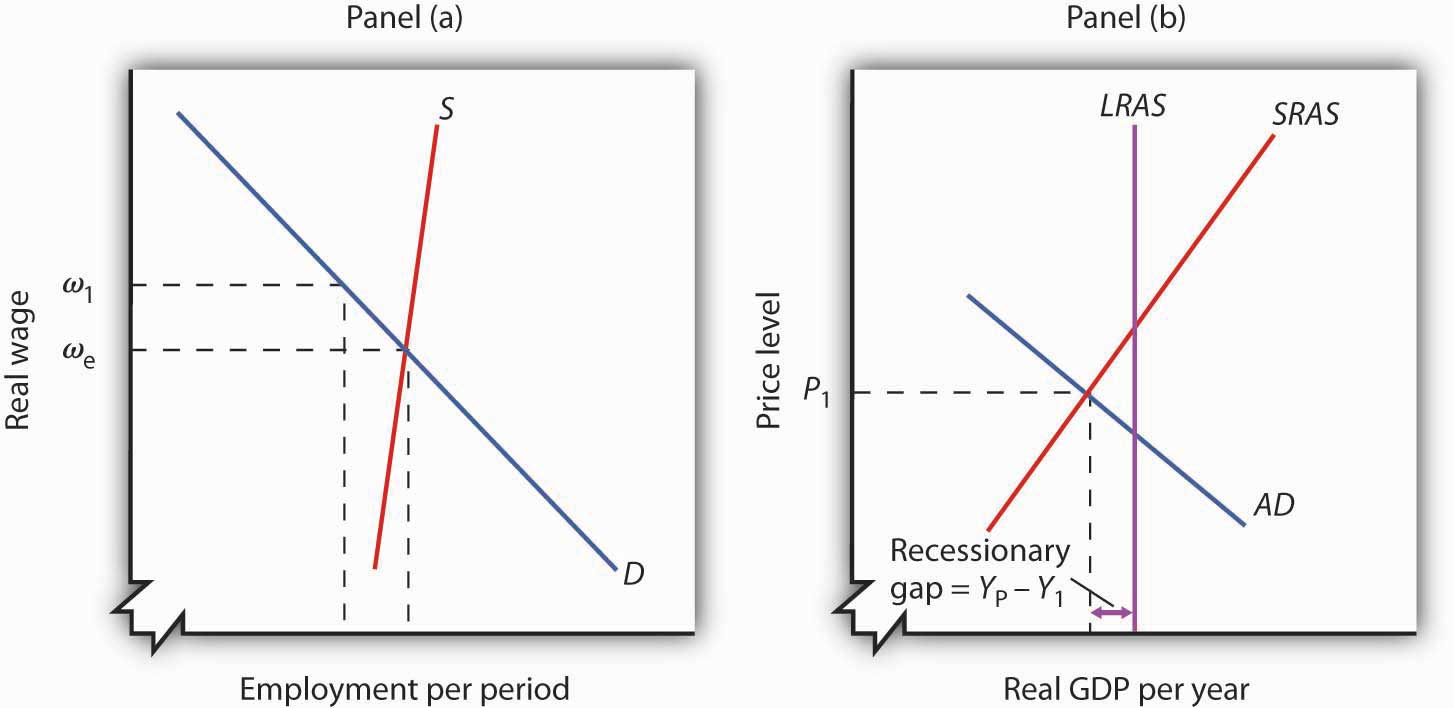 Panel (a)
S
ω1
ωe
Real wage
D
Employment per period
Panel (b)
LRAS
SRAS
Price level
P1
AD
Recessionary
gap = YP – Y1
Real GDP per year